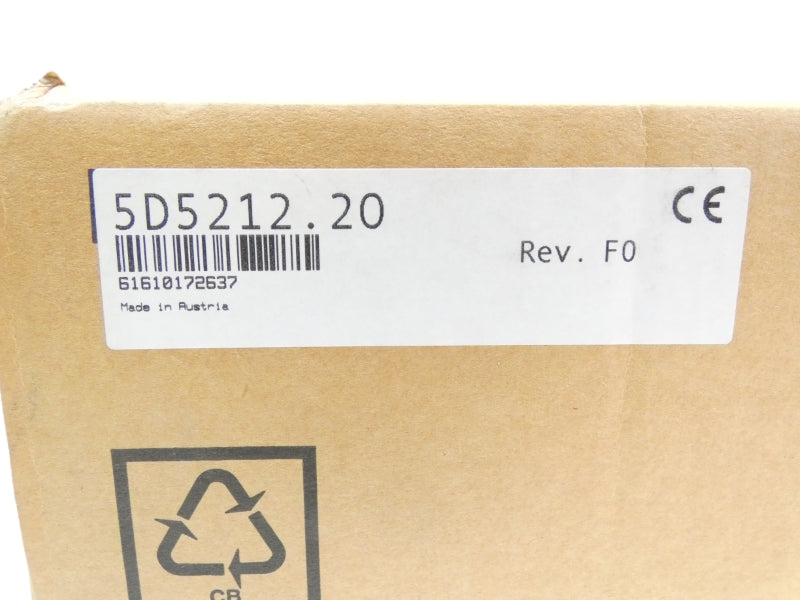 5D5212.20
CE
Rev. F0
61610172637
Made in Austria
CB